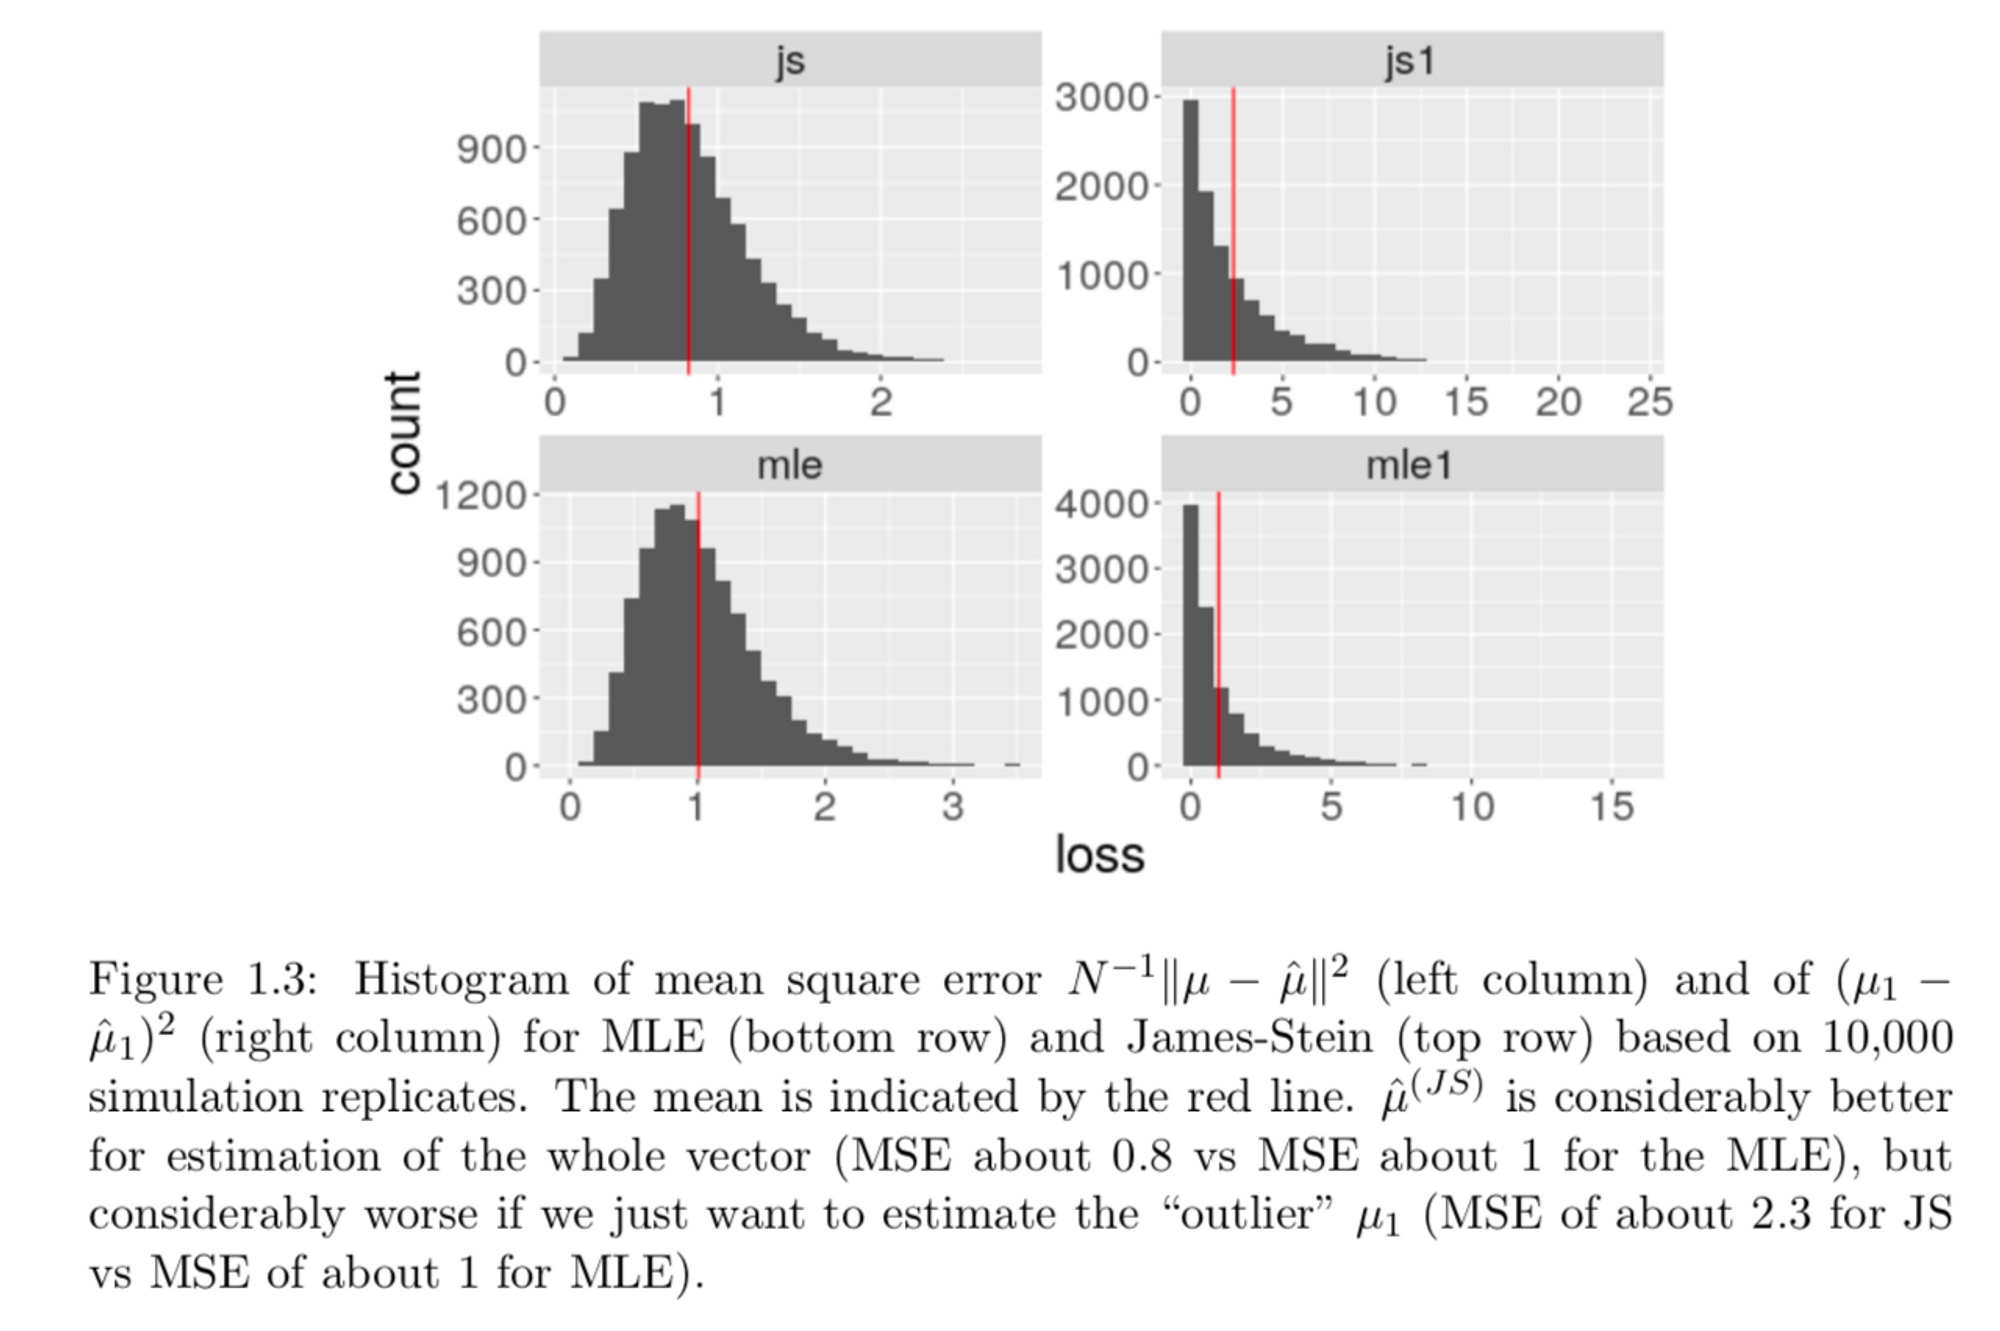 js
js1
900
600
300
0
0 1 2
3000
2000
1000
0
0 5 10 15 20 25
count
mle
mle1
1200
900
600
300
0
0 1 2 3
4000
3000
2000
1000
0
0 5 10 15
loss
Figure 1.3: Histogram of mean square error N⁻¹‖μ − μ̂‖² (left column) and of (μ₁ −
μ̂₁)² (right column) for MLE (bottom row) and James-Stein (top row) based on 10,000
simulation replicates. The mean is indicated by the red line. μ̂⁽ᴶˢ⁾ is considerably better
for estimation of the whole vector (MSE about 0.8 vs MSE about 1 for the MLE), but
considerably worse if we just want to estimate the “outlier” μ₁ (MSE of about 2.3 for JS
vs MSE of about 1 for MLE).